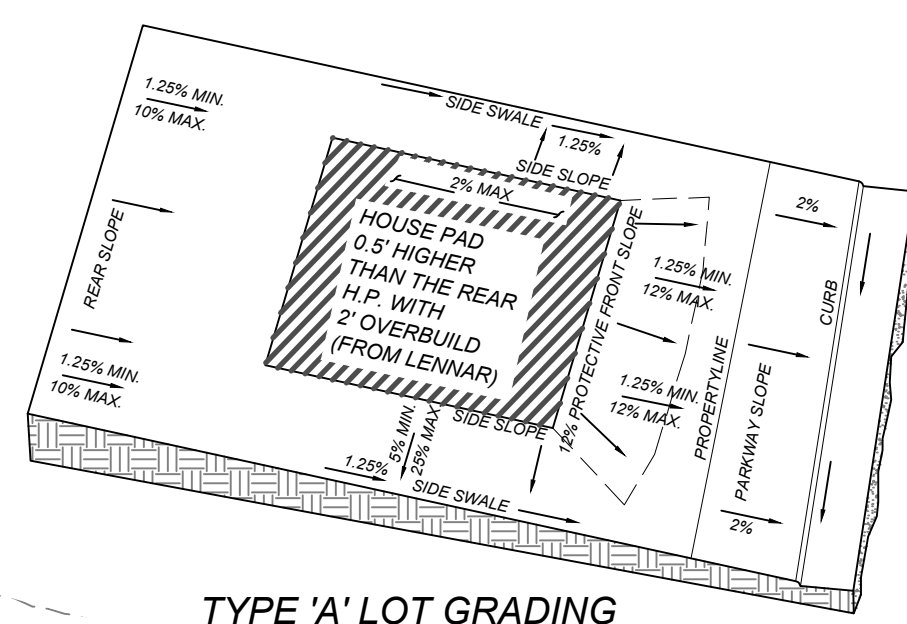 1.25% MIN.
10% MAX.
SIDE SWALE
1.25%
SIDE SLOPE
2% MAX
2%
REAR SLOPE
HOUSE PAD
0.5' HIGHER
THAN THE REAR
H.P. WITH
2' OVERBUILD
(FROM LENNAR)
12% PROTECTIVE FRONT SLOPE
1.25% MIN.
12% MAX.
CURB
1.25% MIN.
10% MAX.
1.25% MIN.
12% MAX.
PROPERTYLINE
PARKWAY SLOPE
SIDE SLOPE
5% MIN.
25% MAX.
1.25%
SIDE SWALE
2%
TYPE 'A' LOT GRADING